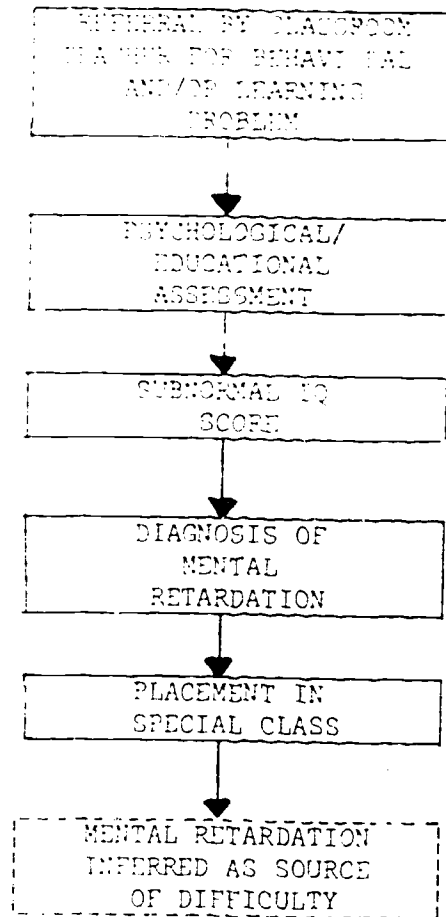 REFERRAL BY CLASSROOM
TEACHER FOR BEHAVIORAL
AND/OR LEARNING
PROBLEM
PSYCHOLOGICAL/
EDUCATIONAL
ASSESSMENT
SUBNORMAL IQ
SCORE
DIAGNOSIS OF
MENTAL
RETARDATION
PLACEMENT IN
SPECIAL CLASS
MENTAL RETARDATION
INFERRED AS SOURCE
OF DIFFICULTY